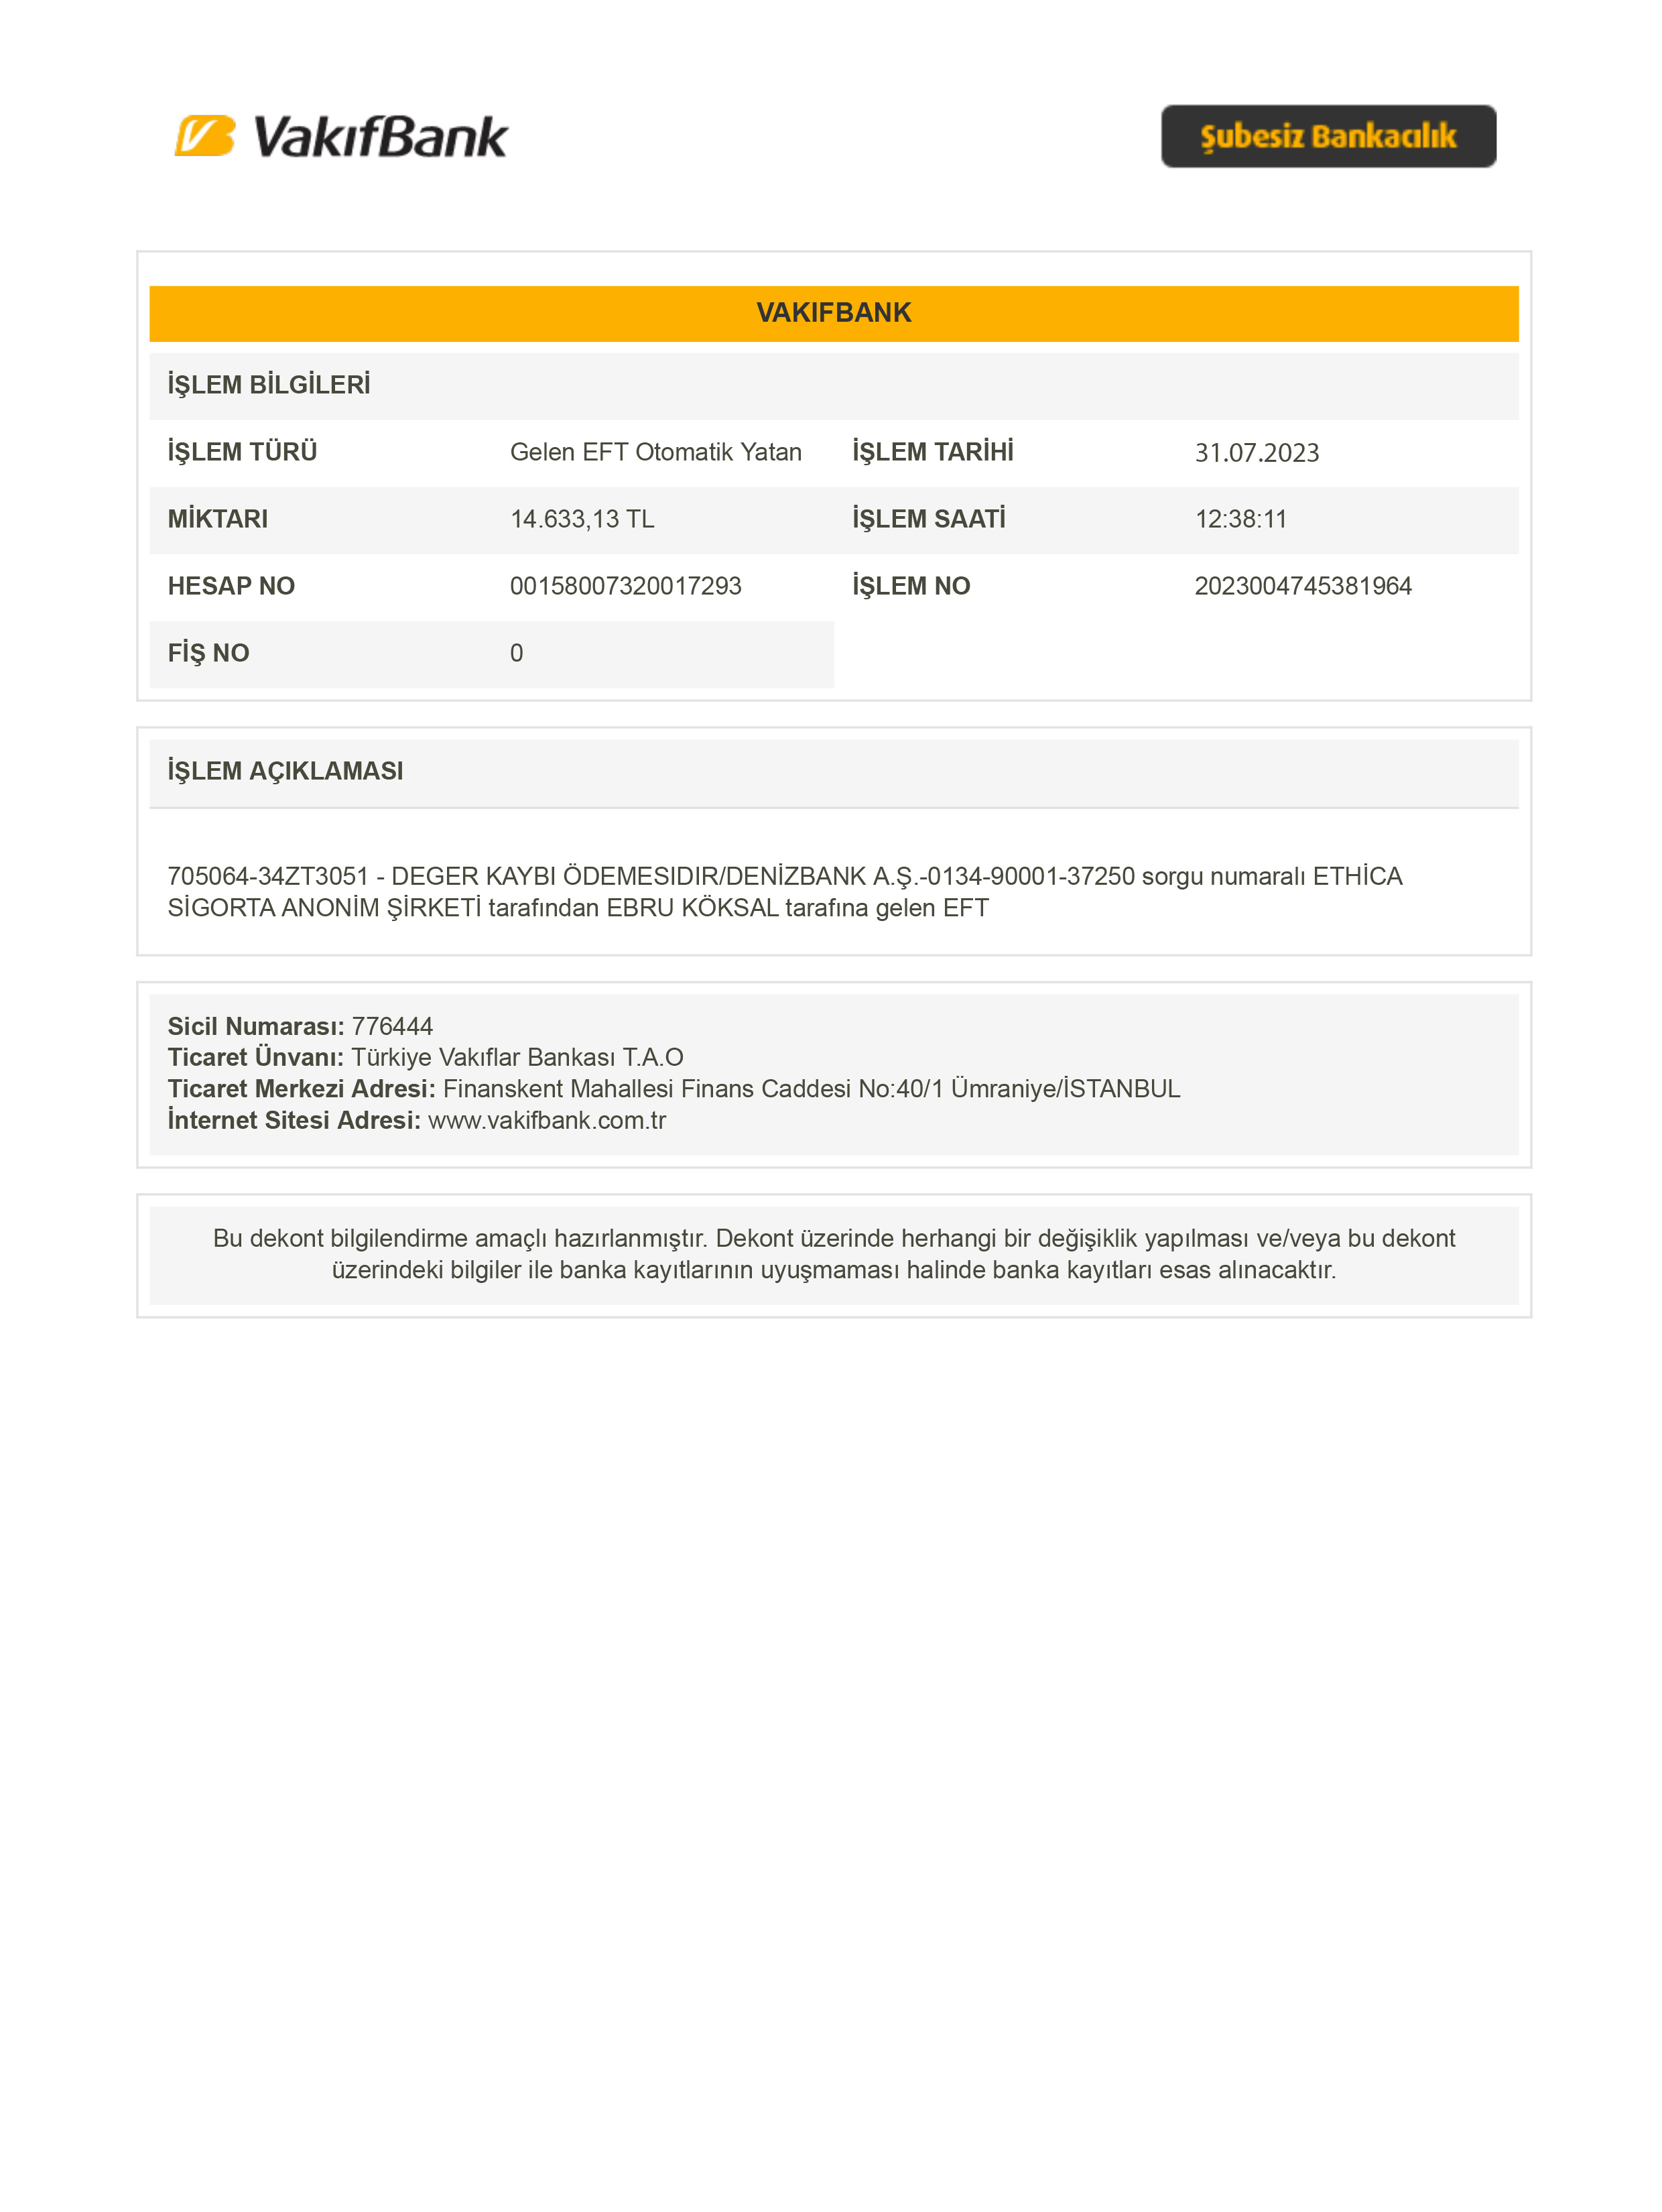 VakıfBank
Şubesiz Bankacılık
VAKIFBANK
İŞLEM BİLGİLERİ
İŞLEM TÜRÜ Gelen EFT Otomatik Yatan İŞLEM TARİHİ 31.07.2023
MİKTARI 14.633,13 TL İŞLEM SAATİ 12:38:11
HESAP NO 00158007320017293 İŞLEM NO 2023004745381964
FİŞ NO 0
İŞLEM AÇIKLAMASI
705064-34ZT3051 - DEGER KAYBI ÖDEMESIDIR/DENİZBANK A.Ş.-0134-90001-37250 sorgu numaralı ETHİCA
SİGORTA ANONİM ŞİRKETİ tarafından EBRU KÖKSAL tarafına gelen EFT
Sicil Numarası: 776444
Ticaret Ünvanı: Türkiye Vakıflar Bankası T.A.O
Ticaret Merkezi Adresi: Finanskent Mahallesi Finans Caddesi No:40/1 Ümraniye/İSTANBUL
İnternet Sitesi Adresi: www.vakifbank.com.tr
Bu dekont bilgilendirme amaçlı hazırlanmıştır. Dekont üzerinde herhangi bir değişiklik yapılması ve/veya bu dekont
üzerindeki bilgiler ile banka kayıtlarının uyuşmaması halinde banka kayıtları esas alınacaktır.